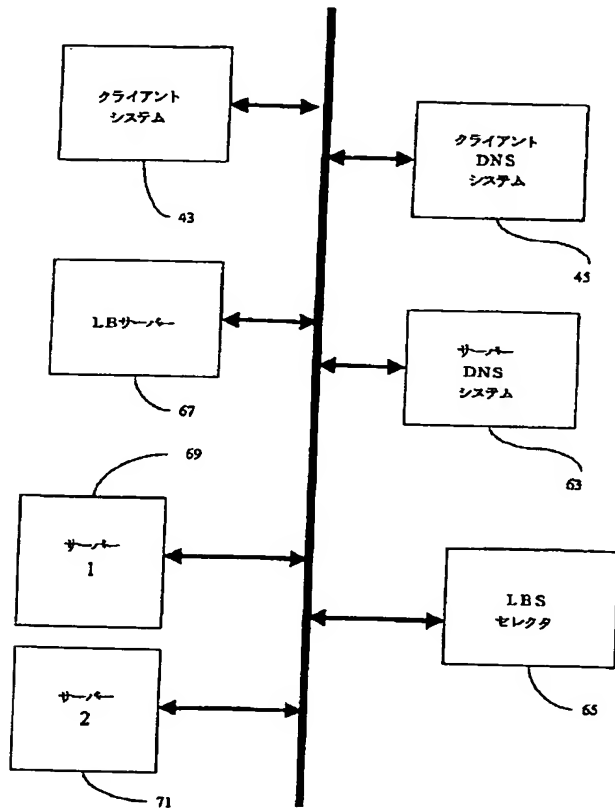 クライアント
システム
43
クライアント
DNS
システム
45
LBサーバー
67
サーバー
DNS
システム
63
69
サーバー
1
LBS
セレクタ
65
サーバー
2
71